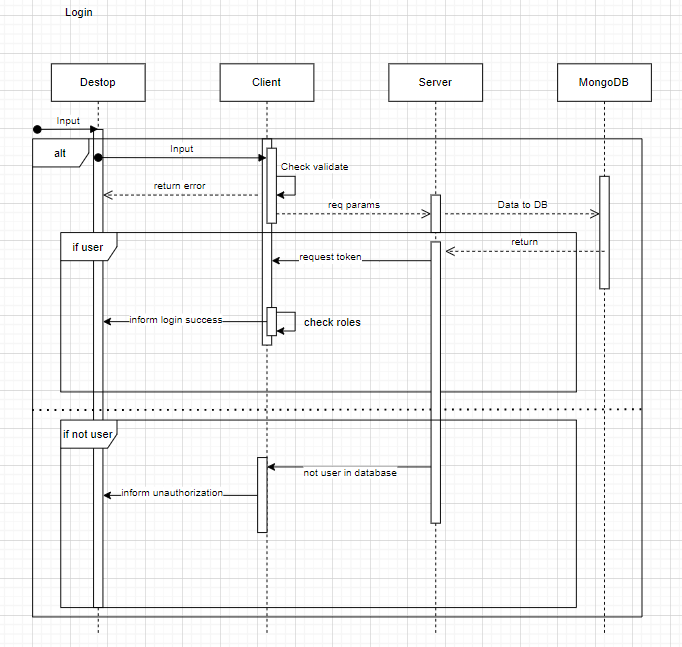 Login
Destop
Client
Server
MongoDB
Input
alt
Input
Check validate
return error
req params
Data to DB
if user
return
request token
inform login success
check roles
if not user
not user in database
inform unauthorization